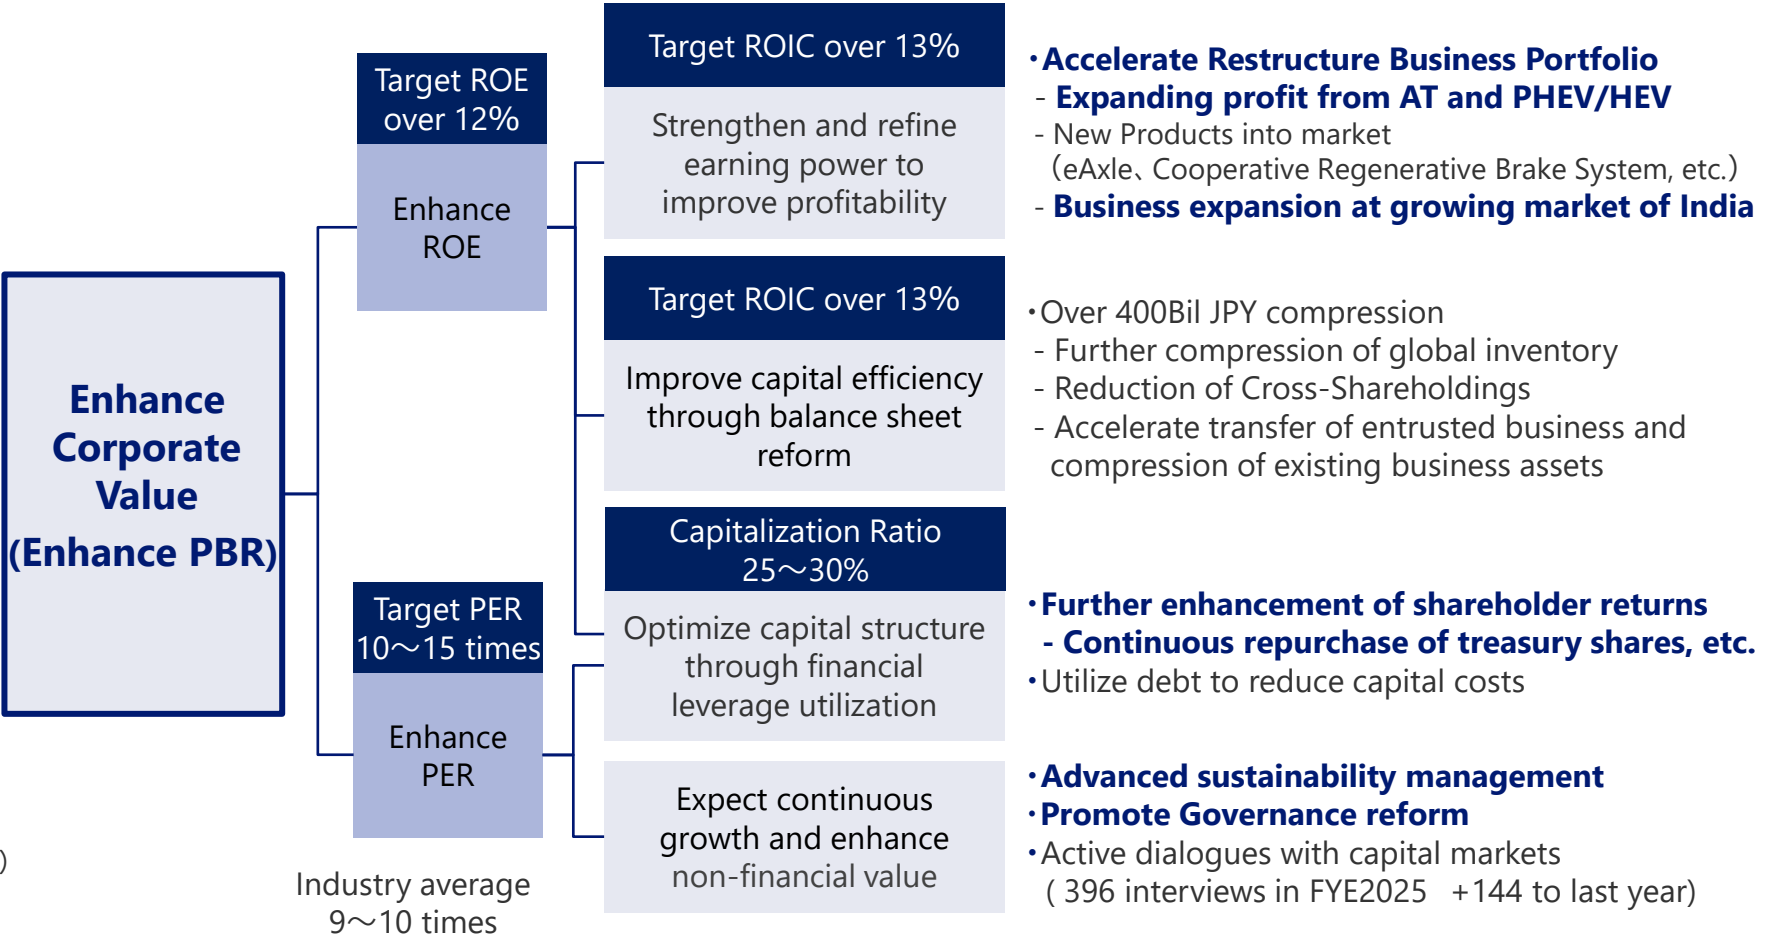 Enhance
Corporate
Value
(Enhance PBR)
Target ROE
over 12%
Enhance
ROE
Target PER
10～15 times
Enhance
PER
Industry average
9～10 times
)
Target ROIC over 13%
Strengthen and refine
earning power to
improve profitability
・Accelerate Restructure Business Portfolio
- Expanding profit from AT and PHEV/HEV
- New Products into market
（eAxle、Cooperative Regenerative Brake System, etc.）
- Business expansion at growing market of India
Target ROIC over 13%
Improve capital efficiency
through balance sheet
reform
・Over 400Bil JPY compression
- Further compression of global inventory
- Reduction of Cross-Shareholdings
- Accelerate transfer of entrusted business and
compression of existing business assets
Capitalization Ratio
25～30%
Optimize capital structure
through financial
leverage utilization
・Further enhancement of shareholder returns
- Continuous repurchase of treasury shares, etc.
・Utilize debt to reduce capital costs
Expect continuous
growth and enhance
non-financial value
・Advanced sustainability management
・Promote Governance reform
・Active dialogues with capital markets
( 396 interviews in FYE2025 +144 to last year)